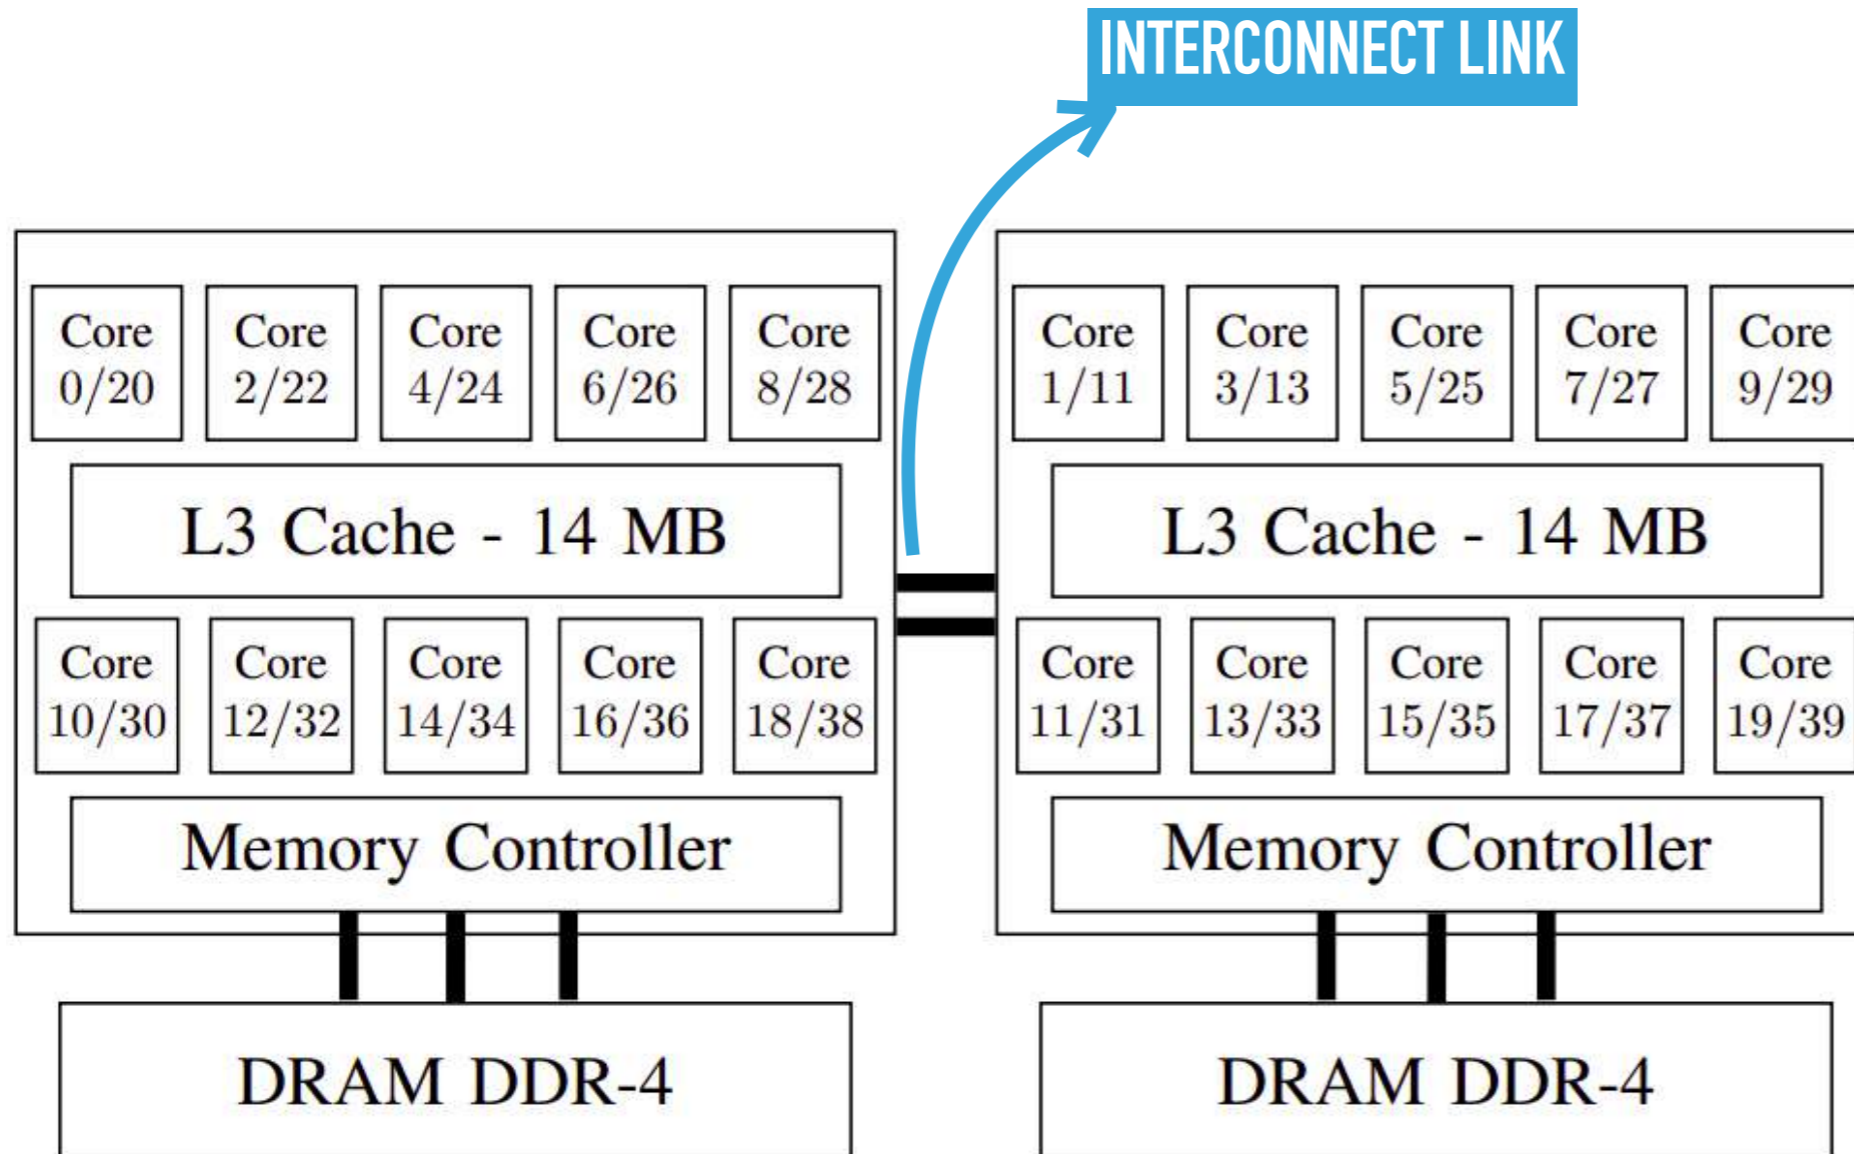 INTERCONNECT LINK
Core Core Core Core Core
0/20 2/22 4/24 6/26 8/28
L3 Cache - 14 MB
Core Core Core Core Core
10/30 12/32 14/34 16/36 18/38
Memory Controller
DRAM DDR-4
Core Core Core Core Core
1/11 3/13 5/25 7/27 9/29
L3 Cache - 14 MB
Core Core Core Core Core
11/31 13/33 15/35 17/37 19/39
Memory Controller
DRAM DDR-4